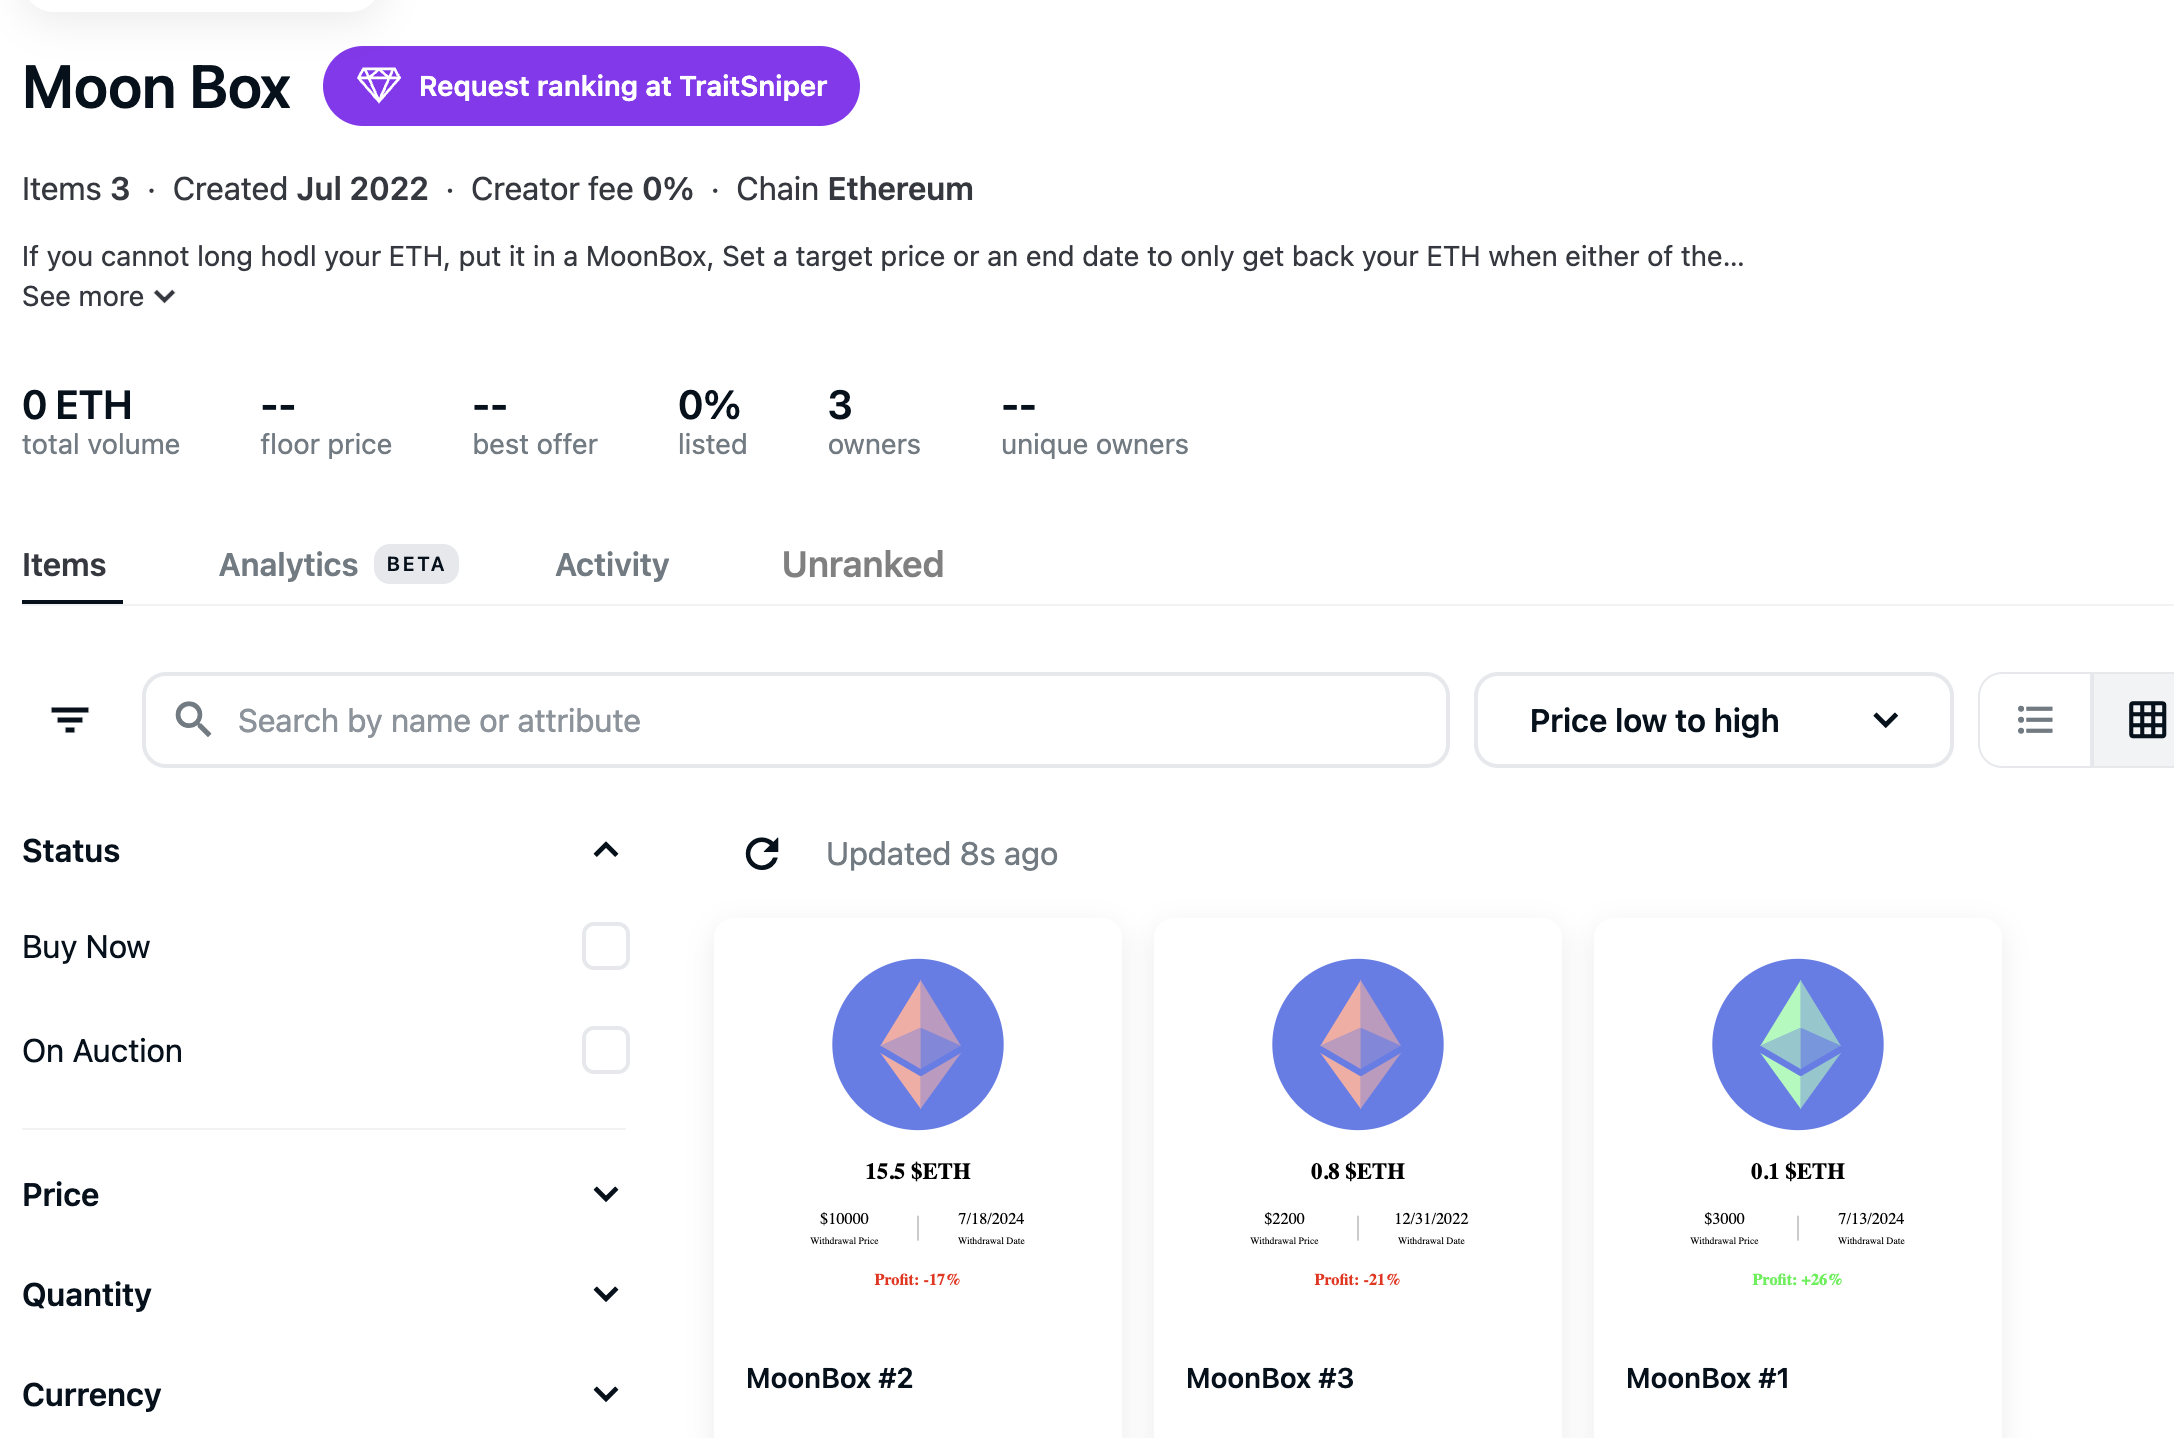 Moon Box
Request ranking at TraitSniper
Items 3 · Created Jul 2022 · Creator fee 0% · Chain Ethereum
If you cannot long hodl your ETH, put it in a MoonBox, Set a target price or an end date to only get back your ETH when either of the...
See more
0 ETH -- -- 0% 3 --
total volume floor price best offer listed owners unique owners
Items Analytics BETA Activity Unranked
Search by name or attribute
Price low to high
Status
Updated 8s ago
Buy Now
On Auction
Price
Quantity
Currency
15.5 $ETH
$10000 7/18/2024
Withdrawal Price Withdrawal Date
Profit: -17%
MoonBox #2
0.8 $ETH
$2200 12/31/2022
Withdrawal Price Withdrawal Date
Profit: -21%
MoonBox #3
0.1 $ETH
$3000 7/13/2024
Withdrawal Price Withdrawal Date
Profit: +26%
MoonBox #1